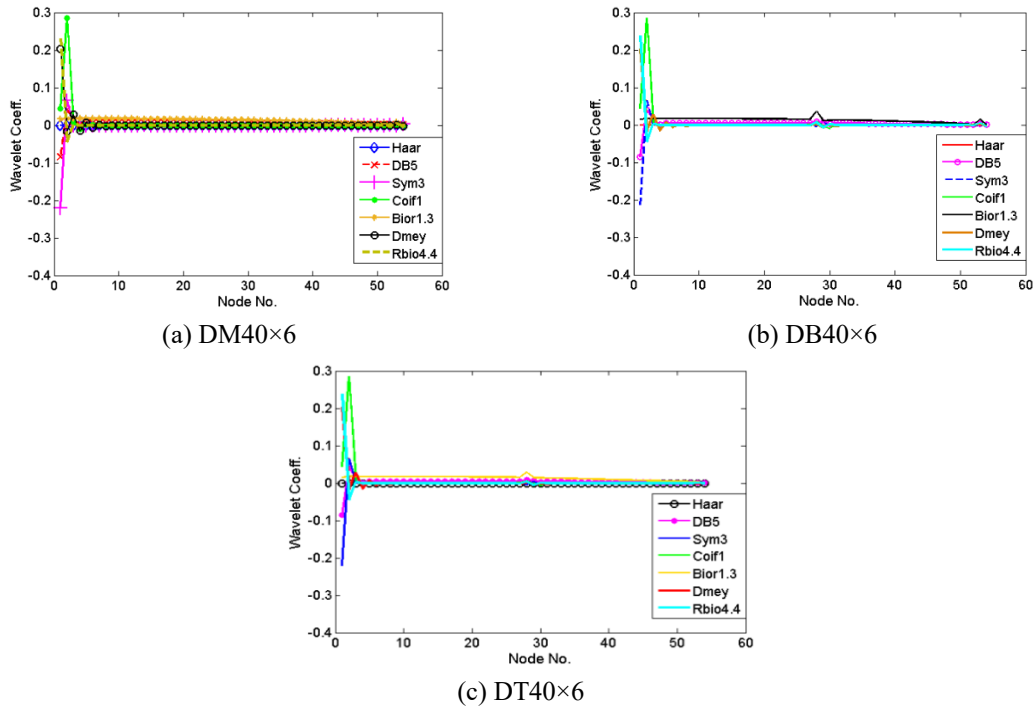 0.3
0.2
0.1
0
-0.1
-0.2
-0.3
-0.4
Wavelet Coeff.
0 10 20 30 40 50 60
Node No.
Haar
DB5
Sym3
Coif1
Bior1.3
Dmey
Rbio4.4
(a) DM40×6
0.3
0.2
0.1
0
-0.1
-0.2
-0.3
-0.4
Wavelet Coeff.
0 10 20 30 40 50 60
Node No.
Haar
DB5
Sym3
Coif1
Bior1.3
Dmey
Rbio4.4
(b) DB40×6
0.3
0.2
0.1
0
-0.1
-0.2
-0.3
-0.4
Wavelet Coeff.
0 10 20 30 40 50 60
Node No.
Haar
DB5
Sym3
Coif1
Bior1.3
Dmey
Rbio4.4
(c) DT40×6